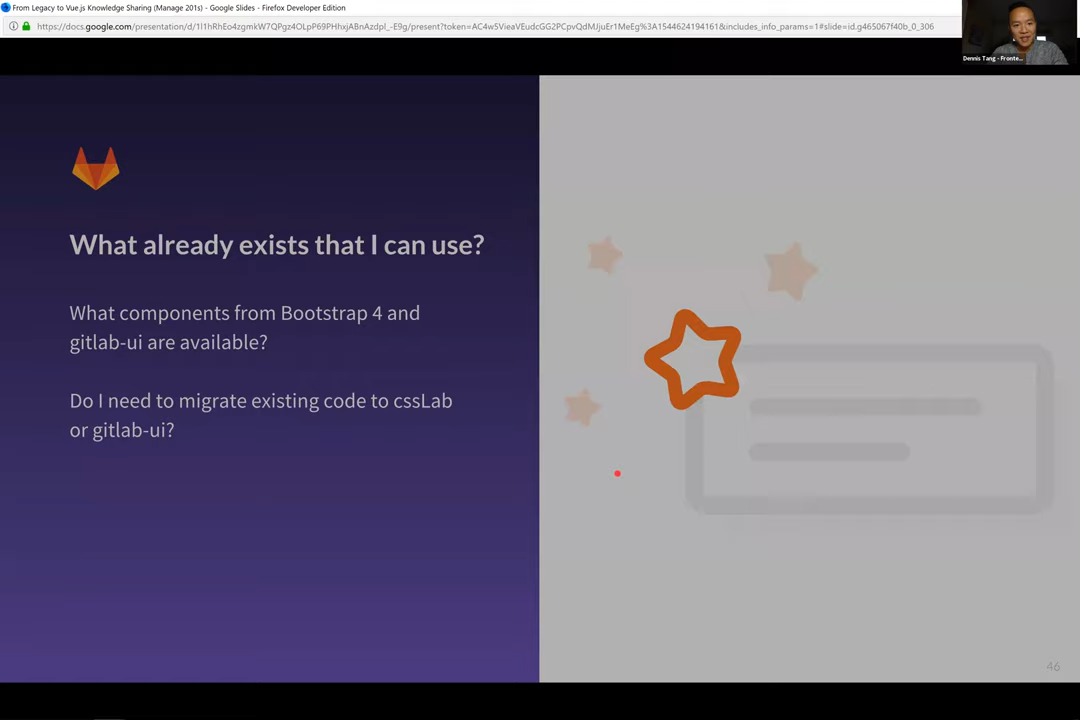 From Legacy to Vue.js Knowledge Sharing (Manage 201s) - Google Slides - Firefox Developer Edition
https://docs.google.com/presentation/d/1l1hRhEo4zgmkW7QPgz4OLpP69PHhxjABnAzdpl_-E9g/present?token=AC4w5VieaVEudcGG2PCpvQdMJjuEr1MeEg%3A1544624194161&includes_info_params=1#slide=id.g465067f40b_0_306
Dennis Tang - Fronte...
What already exists that I can use?
What components from Bootstrap 4 and
gitlab-ui are available?
Do I need to migrate existing code to cssLab
or gitlab-ui?
46